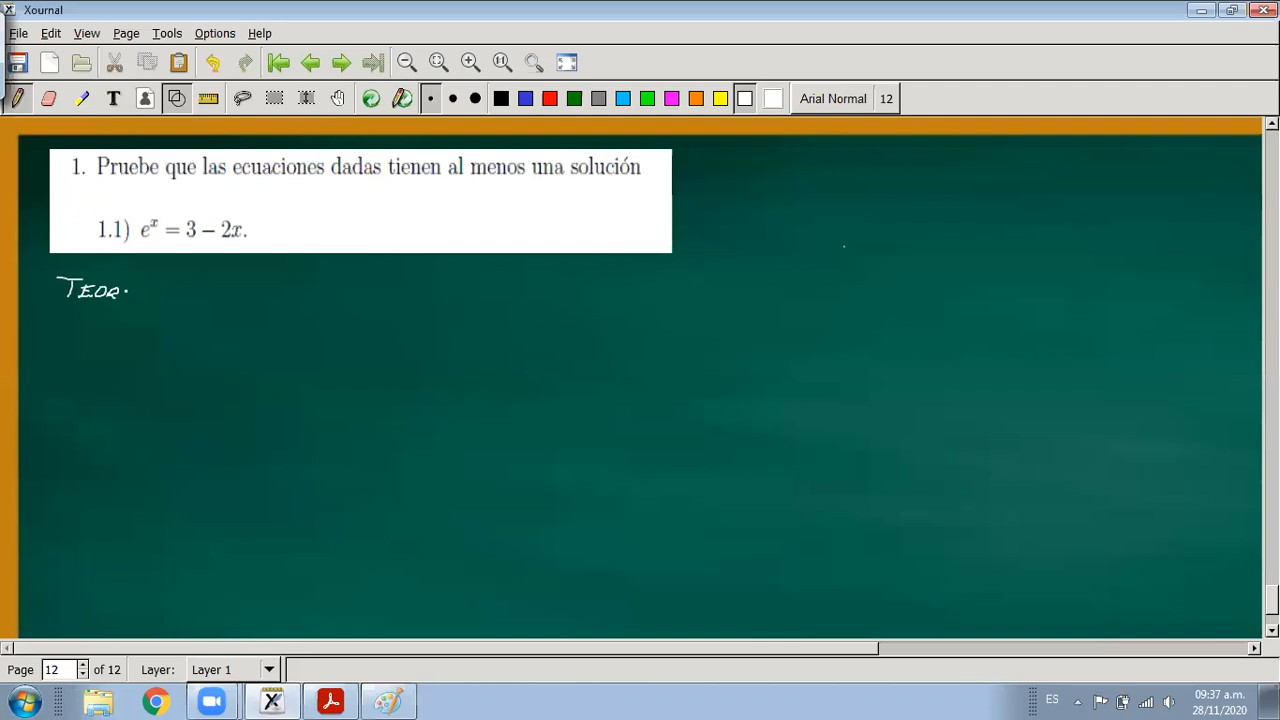 Xournal
File Edit View Page Tools Options Help
Arial Normal 12
1. Pruebe que las ecuaciones dadas tienen al menos una solución
1.1) eˣ = 3 − 2x.
TEOR.
Page 12 of 12 Layer: Layer 1
ES 09:37 a.m.
28/11/2020